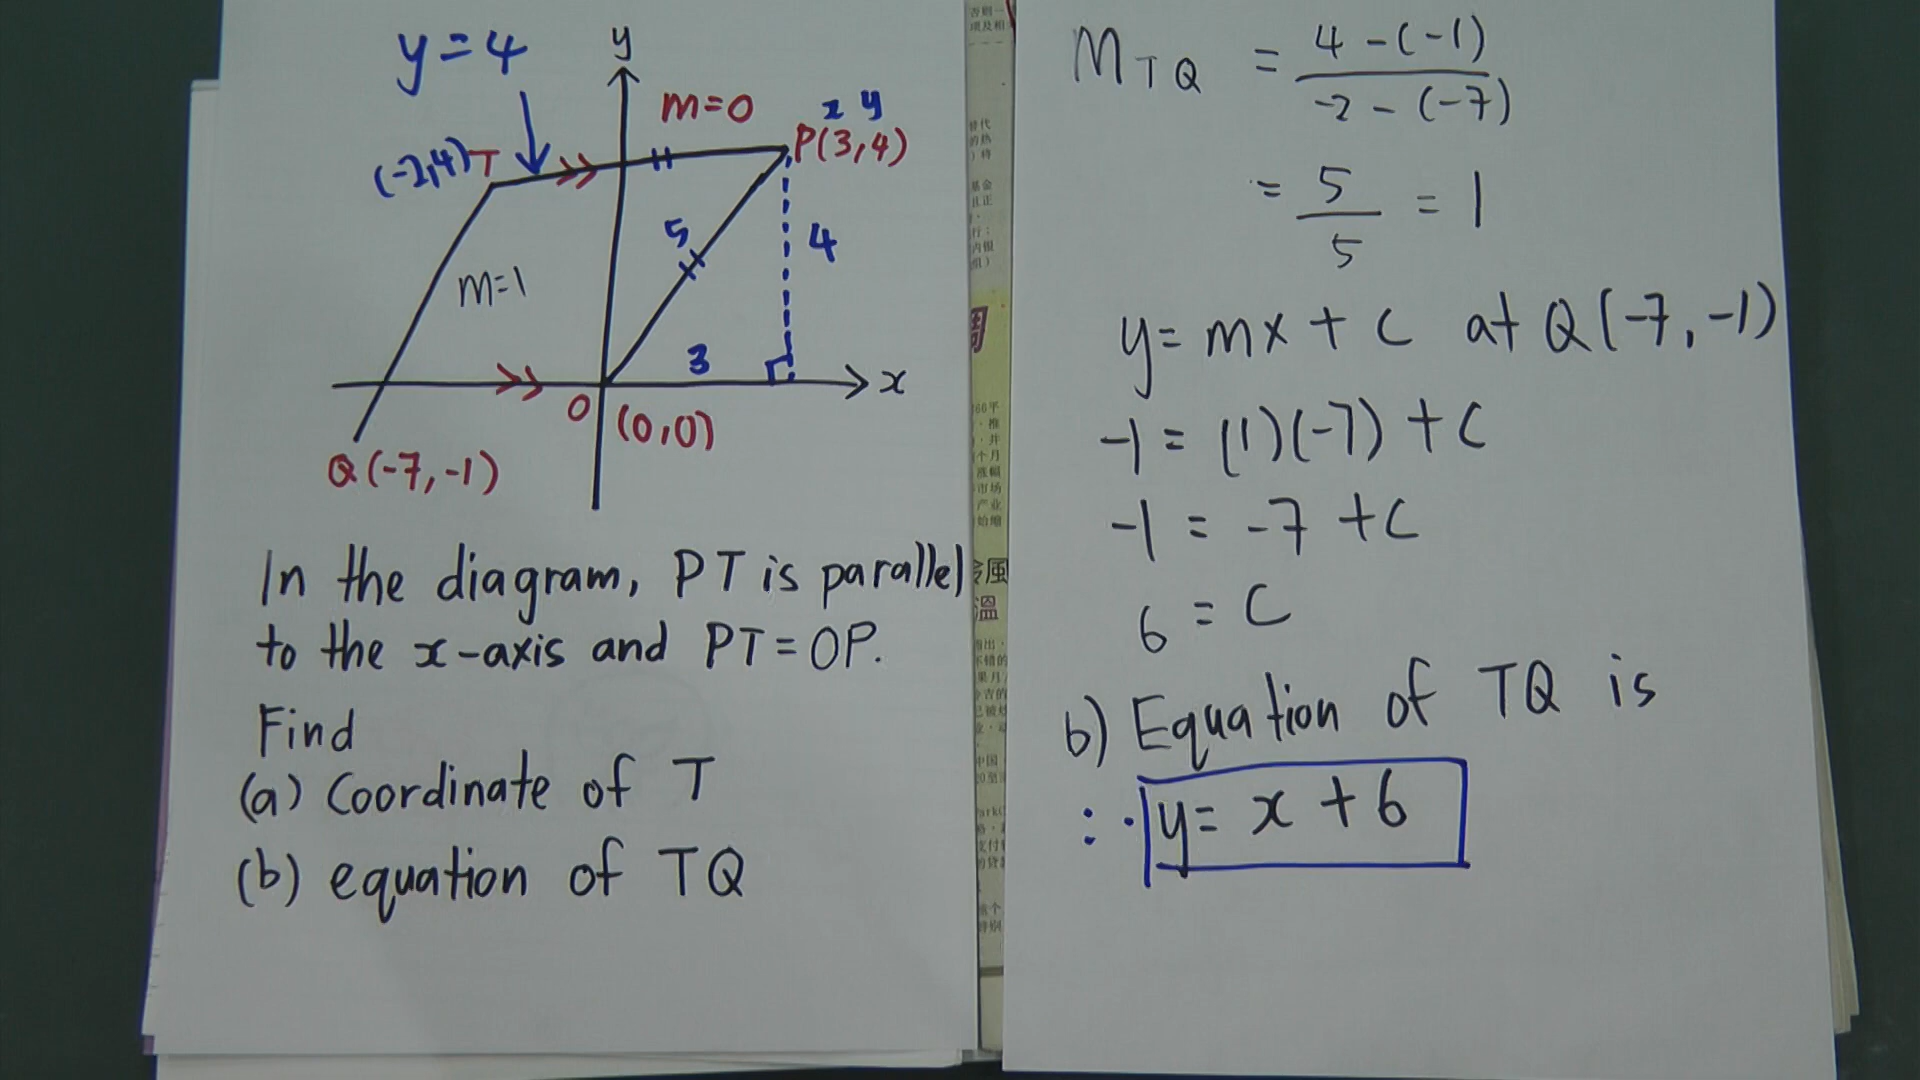 y = 4
y
m=0
x y
(-2,4) T
P(3,4)
5
4
m=1
3
x
O
(0,0)
Q(-7,-1)
In the diagram, PT is parallel
to the x-axis and PT = OP.
Find
(a) Coordinate of T
(b) equation of TQ
M TQ = 4 - (-1) / -2 - (-7)
= 5/5 = 1
y = mx + C at Q(-7,-1)
-1 = (1)(-7) + C
-1 = -7 + C
6 = C
b) Equation of TQ is
∴ y = x + 6